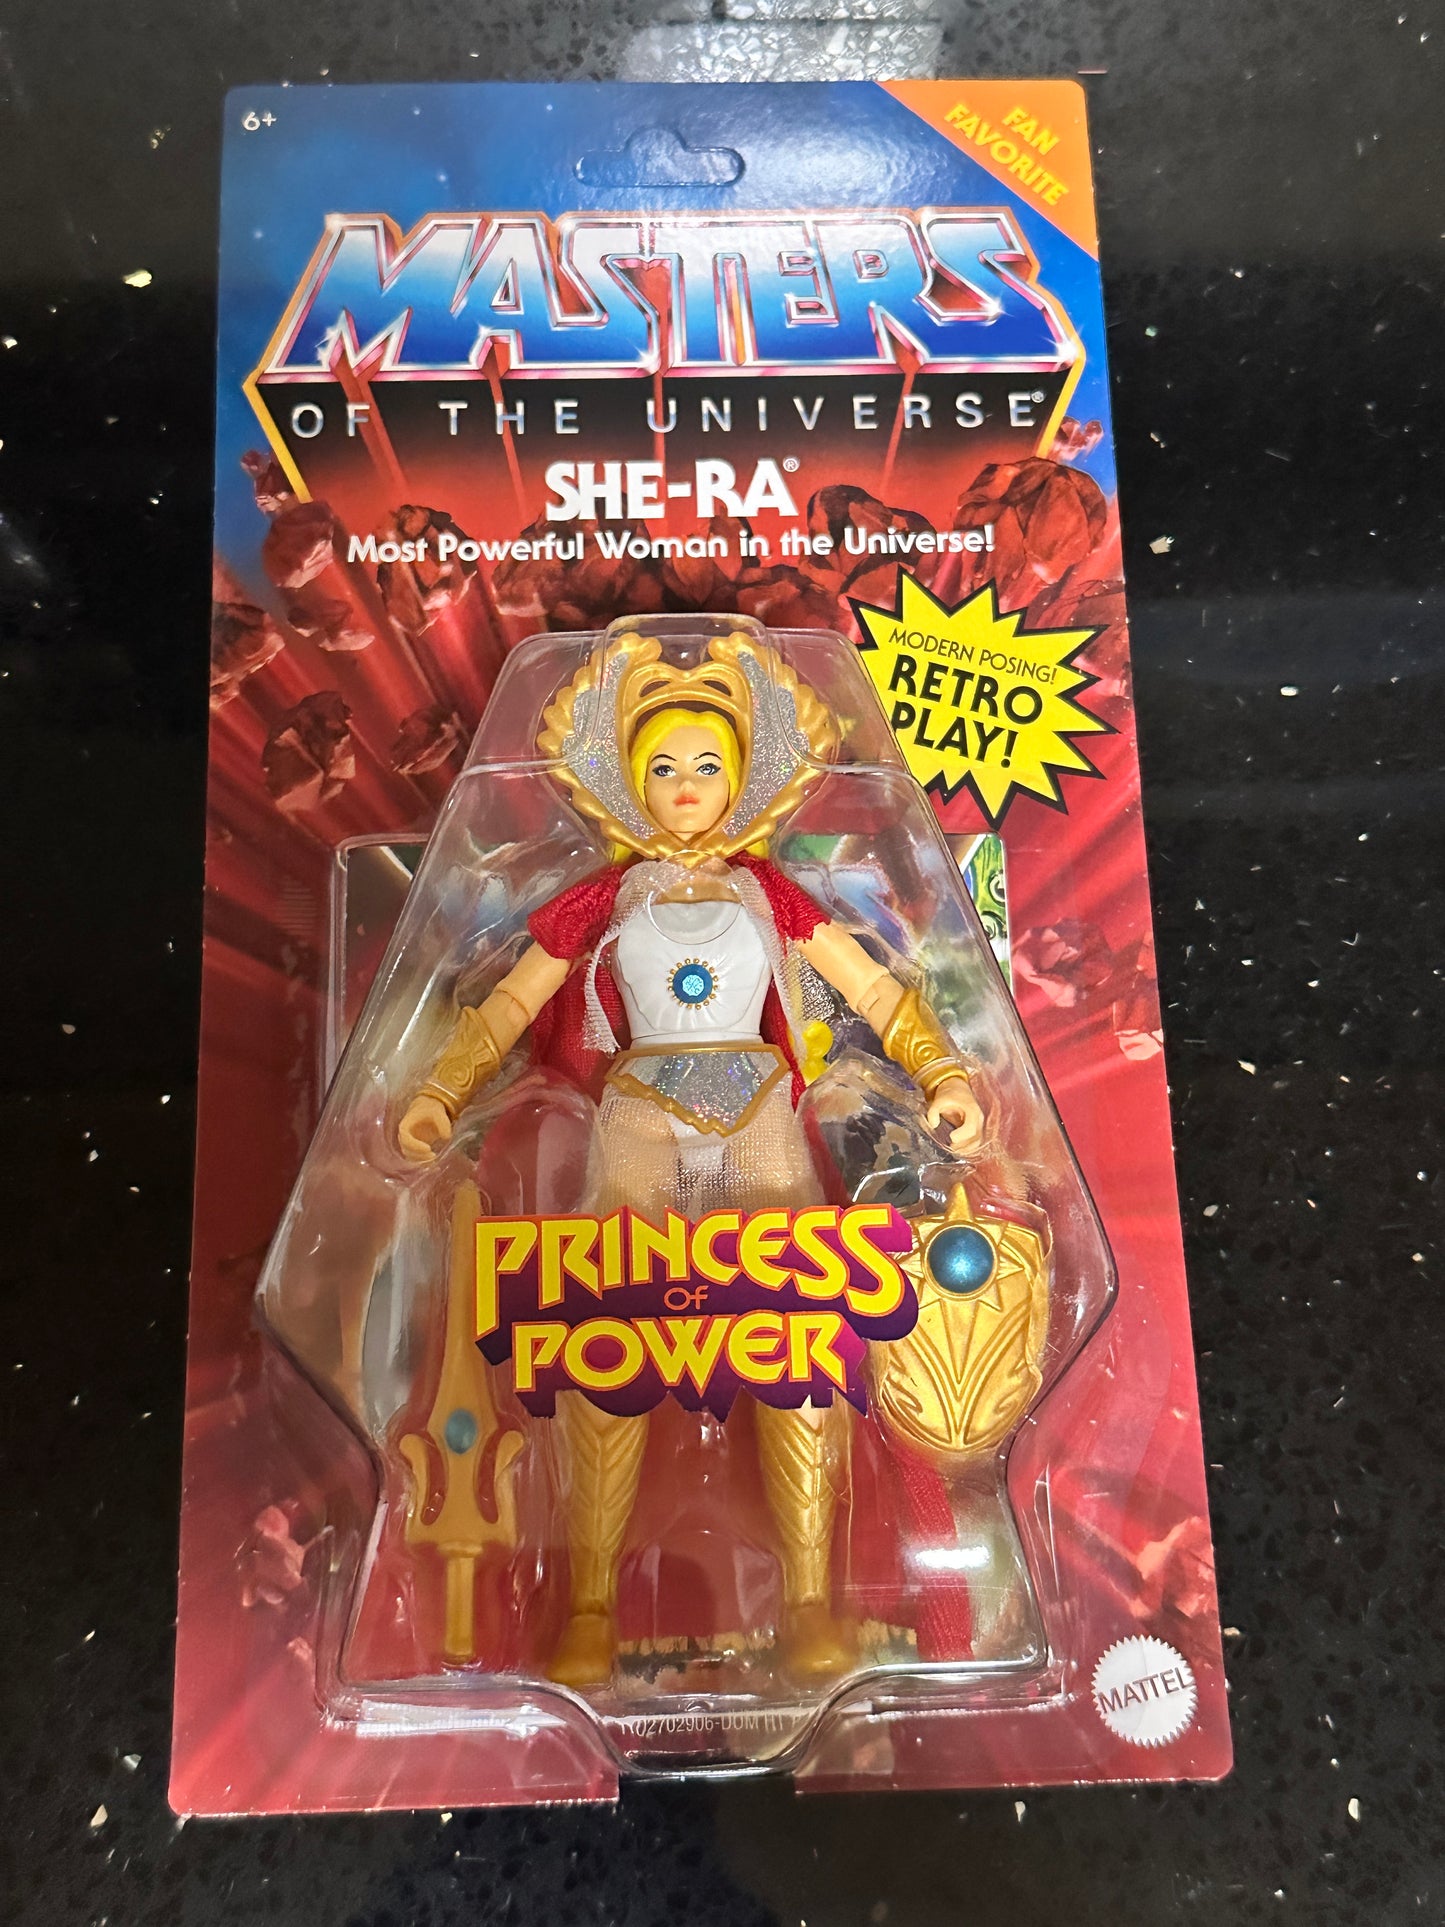 6+
FAN
FAVORITE
MASTERS
OF THE UNIVERSE®
SHE-RA®
Most Powerful Woman in the Universe!
MODERN POSING!
RETRO
PLAY!
PRINCESS
OF
POWER
MATTEL